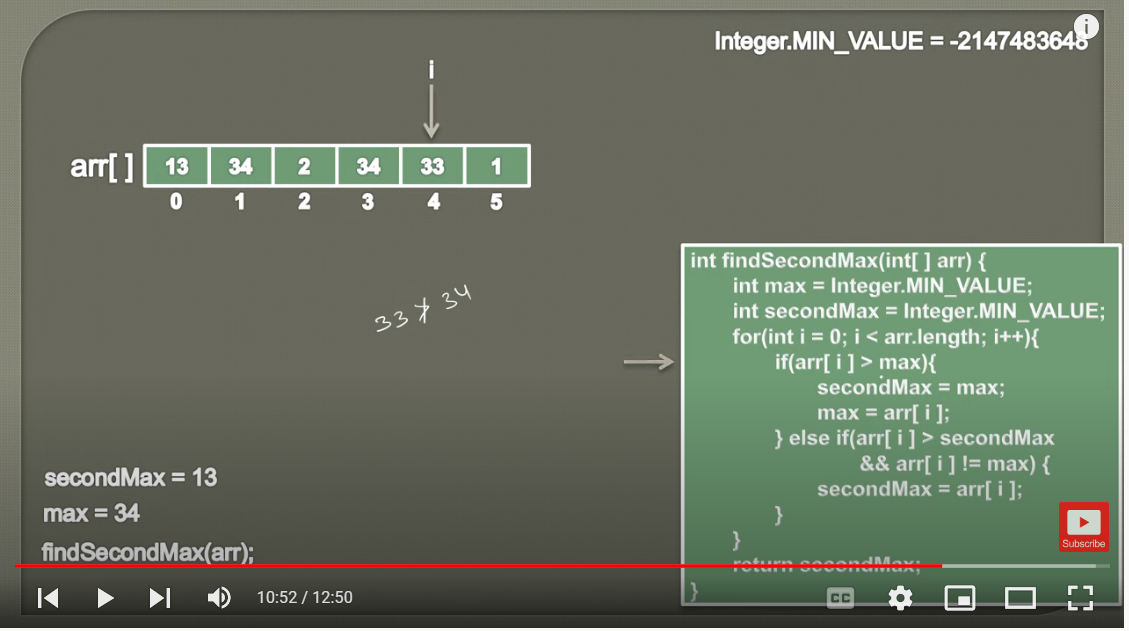 Integer.MIN_VALUE = -2147483648
i
i
arr[ ] 13 34 2 34 33 1
0 1 2 3 4 5
33 ≯ 34
int findSecondMax(int[ ] arr) {
int max = Integer.MIN_VALUE;
int secondMax = Integer.MIN_VALUE;
for(int i = 0; i < arr.length; i++){
if(arr[ i ] > max){
secondMax = max;
max = arr[ i ];
} else if(arr[ i ] > secondMax
&& arr[ i ] != max) {
secondMax = arr[ i ];
}
}
return secondMax;
}
secondMax = 13
max = 34
findSecondMax(arr);
Subscribe
10:52 / 12:50
CC